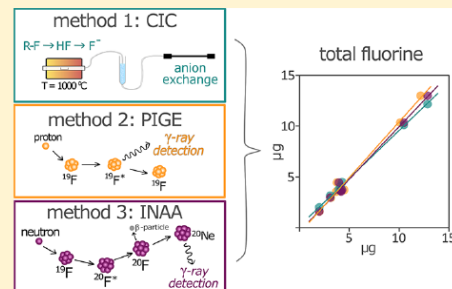 method 1: CIC
R-F → HF → F⁻
T = 1000 °C
anion
exchange
method 2: PIGE
proton
γ-ray
detection
¹⁹F
¹⁹F*
¹⁹F
method 3: INAA
neutron
β-particle
²⁰Ne
¹⁹F
²⁰F*
²⁰F
γ-ray
detection
total fluorine
15
10
5
μg
5
10
15
μg